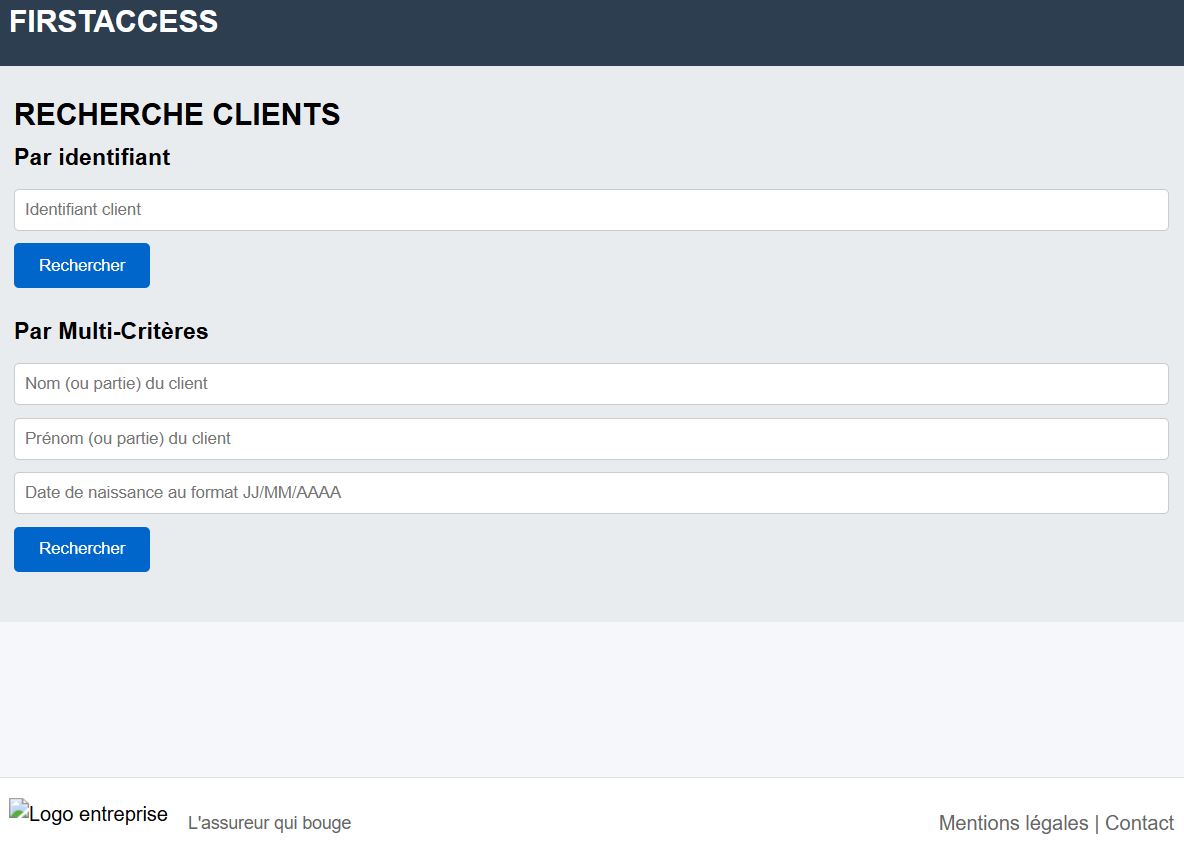 FIRSTACCESS
RECHERCHE CLIENTS
Par identifiant
Identifiant client
Rechercher
Par Multi-Critères
Nom (ou partie) du client
Prénom (ou partie) du client
Date de naissance au format JJ/MM/AAAA
Rechercher
Logo entreprise L'assureur qui bouge Mentions légales | Contact